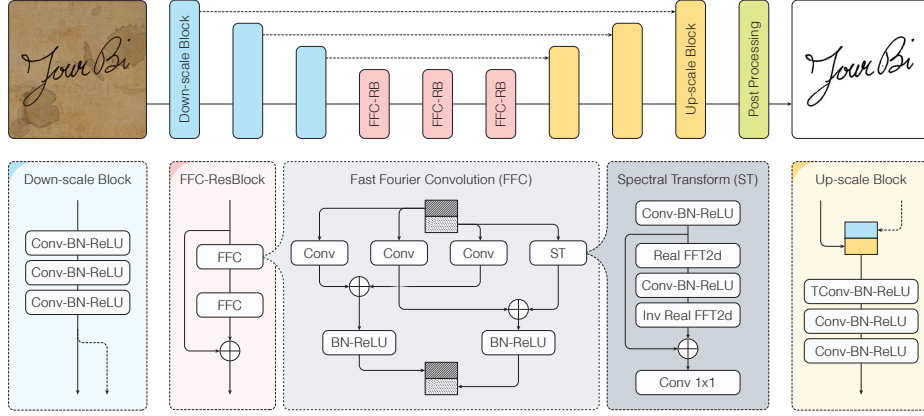 Your Bi
Down-scale Block
FFC-RB
FFC-RB
FFC-RB
Up-scale Block
Post Processing
Your Bi
Down-scale Block
Conv-BN-ReLU
Conv-BN-ReLU
Conv-BN-ReLU
FFC-ResBlock
FFC
FFC
Fast Fourier Convolution (FFC)
Conv
Conv
Conv
ST
BN-ReLU
BN-ReLU
Spectral Transform (ST)
Conv-BN-ReLU
Real FFT2d
Conv-BN-ReLU
Inv Real FFT2d
Conv 1x1
Up-scale Block
TConv-BN-ReLU
Conv-BN-ReLU
Conv-BN-ReLU